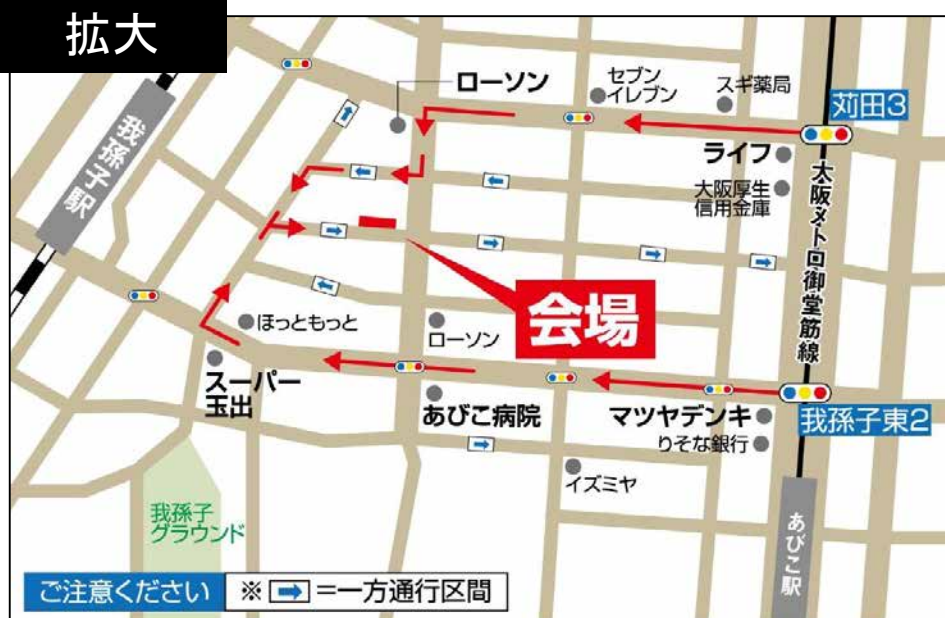 拡大
ローソン
セブン
イレブン
スギ薬局
苅田3
我孫子駅
ライフ
大阪厚生
信用金庫
大阪メトロ御堂筋線
会場
ほっともっと
ローソン
スーパー
玉出
あびこ病院
マツヤデンキ
りそな銀行
我孫子東2
イズミヤ
我孫子
グラウンド
あびこ駅
ご注意ください ※ ➡ =一方通行区間